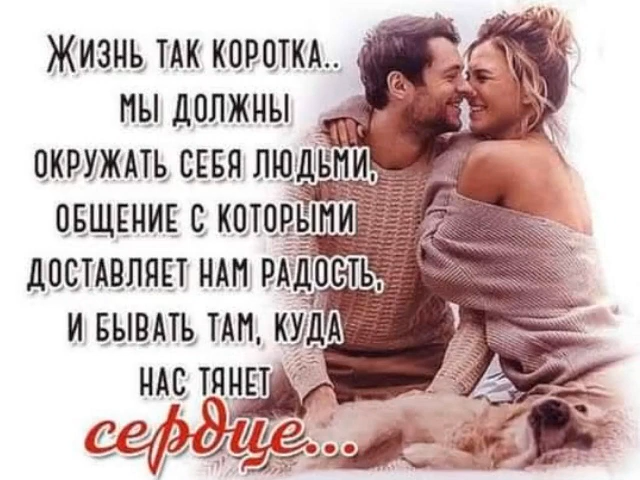 Жизнь так коротка..
мы должны
окружать себя людьми,
общение с которыми
доставляет нам радость,
и бывать там, куда
нас тянет
сердце...